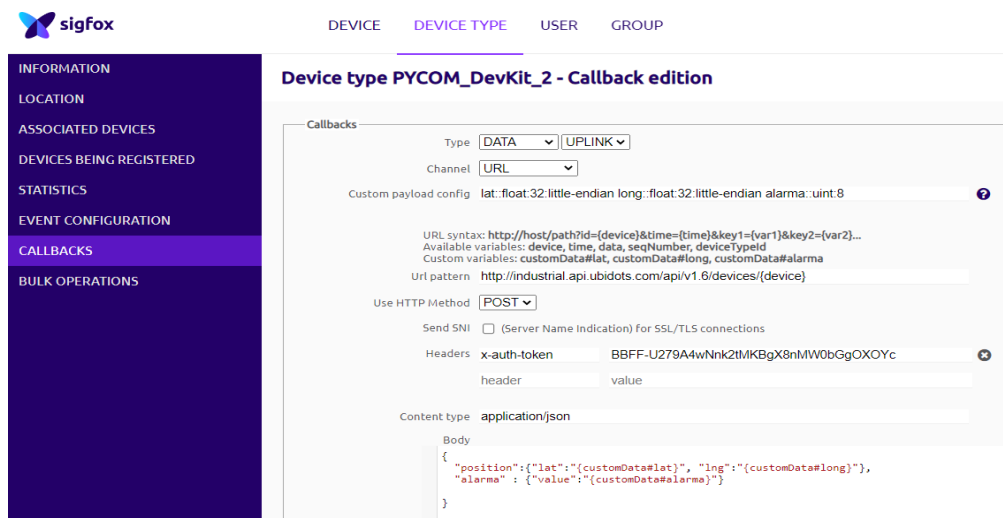 sigfox
DEVICE DEVICE TYPE USER GROUP
INFORMATION
LOCATION
ASSOCIATED DEVICES
DEVICES BEING REGISTERED
STATISTICS
EVENT CONFIGURATION
CALLBACKS
BULK OPERATIONS
Device type PYCOM_DevKit_2 - Callback edition
Callbacks
Type DATA UPLINK
Channel URL
Custom payload config lat::float:32:little-endian long::float:32:little-endian alarma::uint:8
URL syntax: http://host/path?id={device}&time={time}&key1={var1}&key2={var2}...
Available variables: device, time, data, seqNumber, deviceTypeId
Custom variables: customData#lat, customData#long, customData#alarma
Url pattern http://industrial.api.ubidots.com/api/v1.6/devices/{device}
Use HTTP Method POST
Send SNI (Server Name Indication) for SSL/TLS connections
Headers x-auth-token BBFF-U279A4wNnk2tMKBgX8nMW0bGgOXOYc
header value
Content type application/json
Body
{
"position":{"lat":"{customData#lat}", "lng":"{customData#long}"},
"alarma" : {"value":"{customData#alarma}"}
}